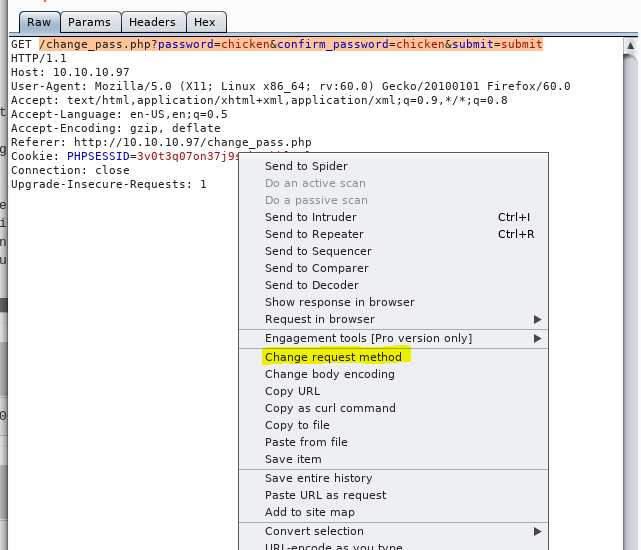 Raw Params Headers Hex
GET /change_pass.php?password=chicken&confirm_password=chicken&submit=submit
HTTP/1.1
Host: 10.10.10.97
User-Agent: Mozilla/5.0 (X11; Linux x86_64; rv:60.0) Gecko/20100101 Firefox/60.0
Accept: text/html,application/xhtml+xml,application/xml;q=0.9,*/*;q=0.8
Accept-Language: en-US,en;q=0.5
Accept-Encoding: gzip, deflate
Referer: http://10.10.10.97/change_pass.php
Cookie: PHPSESSID=3v0t3q07on37j9s
Connection: close
Upgrade-Insecure-Requests: 1
Send to Spider
Do an active scan
Do a passive scan
Send to Intruder Ctrl+I
Send to Repeater Ctrl+R
Send to Sequencer
Send to Comparer
Send to Decoder
Show response in browser
Request in browser
Engagement tools [Pro version only]
Change request method
Change body encoding
Copy URL
Copy as curl command
Copy to file
Paste from file
Save item
Save entire history
Paste URL as request
Add to site map
Convert selection
URL-encode as you type